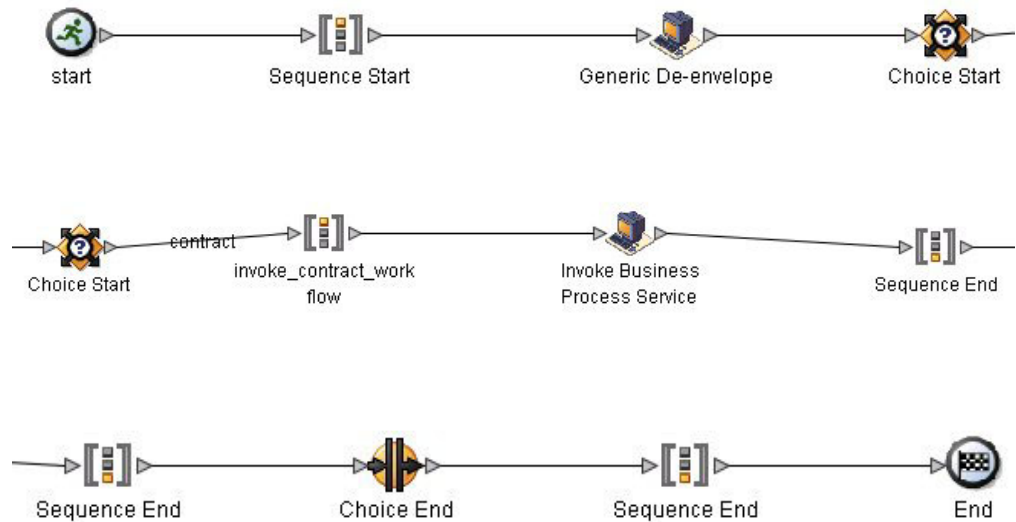 start
Sequence Start
Generic De-envelope
Choice Start
contract
Choice Start
invoke_contract_work
flow
Invoke Business
Process Service
Sequence End
Sequence End
Choice End
Sequence End
End